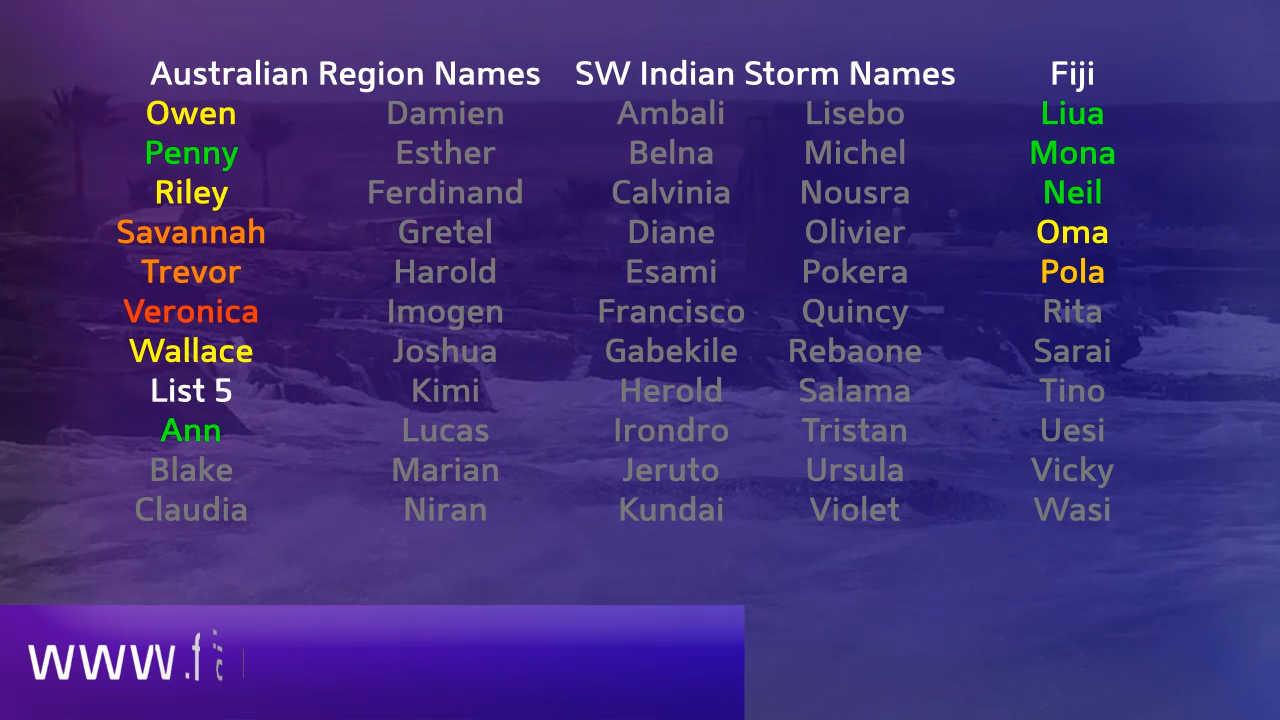 Australian Region Names SW Indian Storm Names Fiji
Owen Damien Ambali Lisebo Liua
Penny Esther Belna Michel Mona
Riley Ferdinand Calvinia Nousra Neil
Savannah Gretel Diane Olivier Oma
Trevor Harold Esami Pokera Pola
Veronica Imogen Francisco Quincy Rita
Wallace Joshua Gabekile Rebaone Sarai
List 5 Kimi Herold Salama Tino
Ann Lucas Irondro Tristan Uesi
Blake Marian Jeruto Ursula Vicky
Claudia Niran Kundai Violet Wasi
www.f